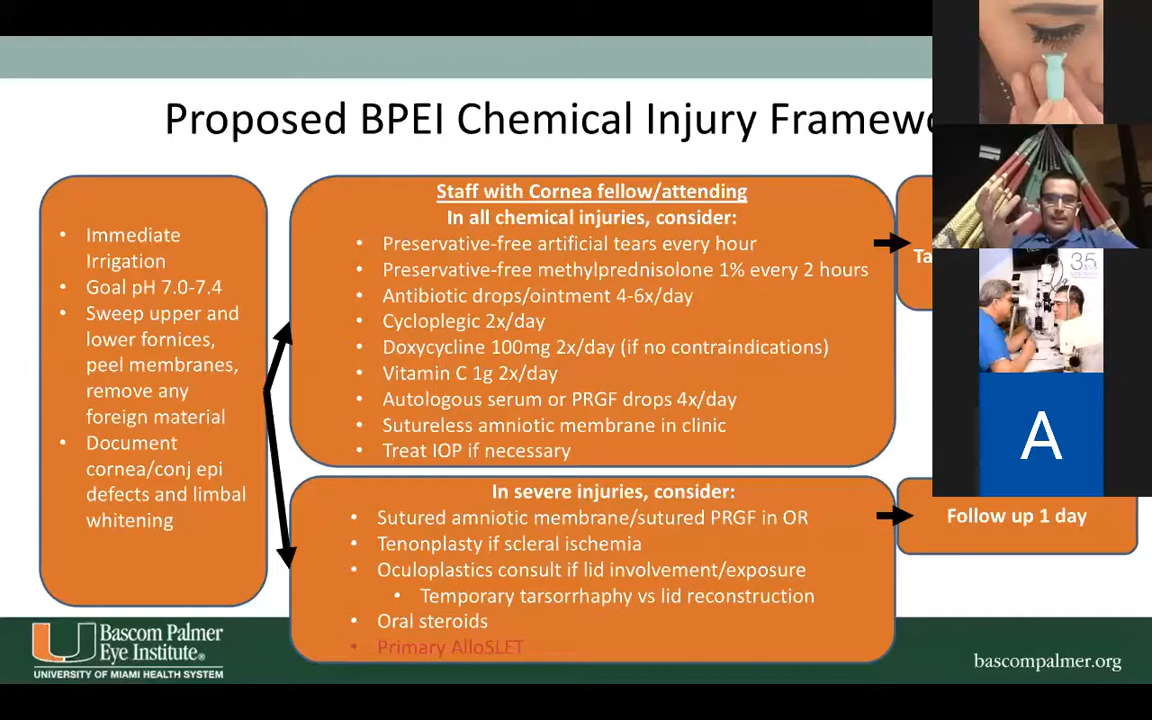 Proposed BPEI Chemical Injury Framewo
• Immediate
Irrigation
• Goal pH 7.0-7.4
• Sweep upper and
lower fornices,
peel membranes,
remove any
foreign material
• Document
cornea/conj epi
defects and limbal
whitening
Staff with Cornea fellow/attending
In all chemical injuries, consider:
• Preservative-free artificial tears every hour
• Preservative-free methylprednisolone 1% every 2 hours
• Antibiotic drops/ointment 4-6x/day
• Cycloplegic 2x/day
• Doxycycline 100mg 2x/day (if no contraindications)
• Vitamin C 1g 2x/day
• Autologous serum or PRGF drops 4x/day
• Sutureless amniotic membrane in clinic
• Treat IOP if necessary
Ta
In severe injuries, consider:
• Sutured amniotic membrane/sutured PRGF in OR
• Tenonplasty if scleral ischemia
• Oculoplastics consult if lid involvement/exposure
• Temporary tarsorrhaphy vs lid reconstruction
• Oral steroids
• Primary AlloSLET
Follow up 1 day
35
A
Bascom Palmer
Eye Institute®
UNIVERSITY OF MIAMI HEALTH SYSTEM
bascompalmer.org